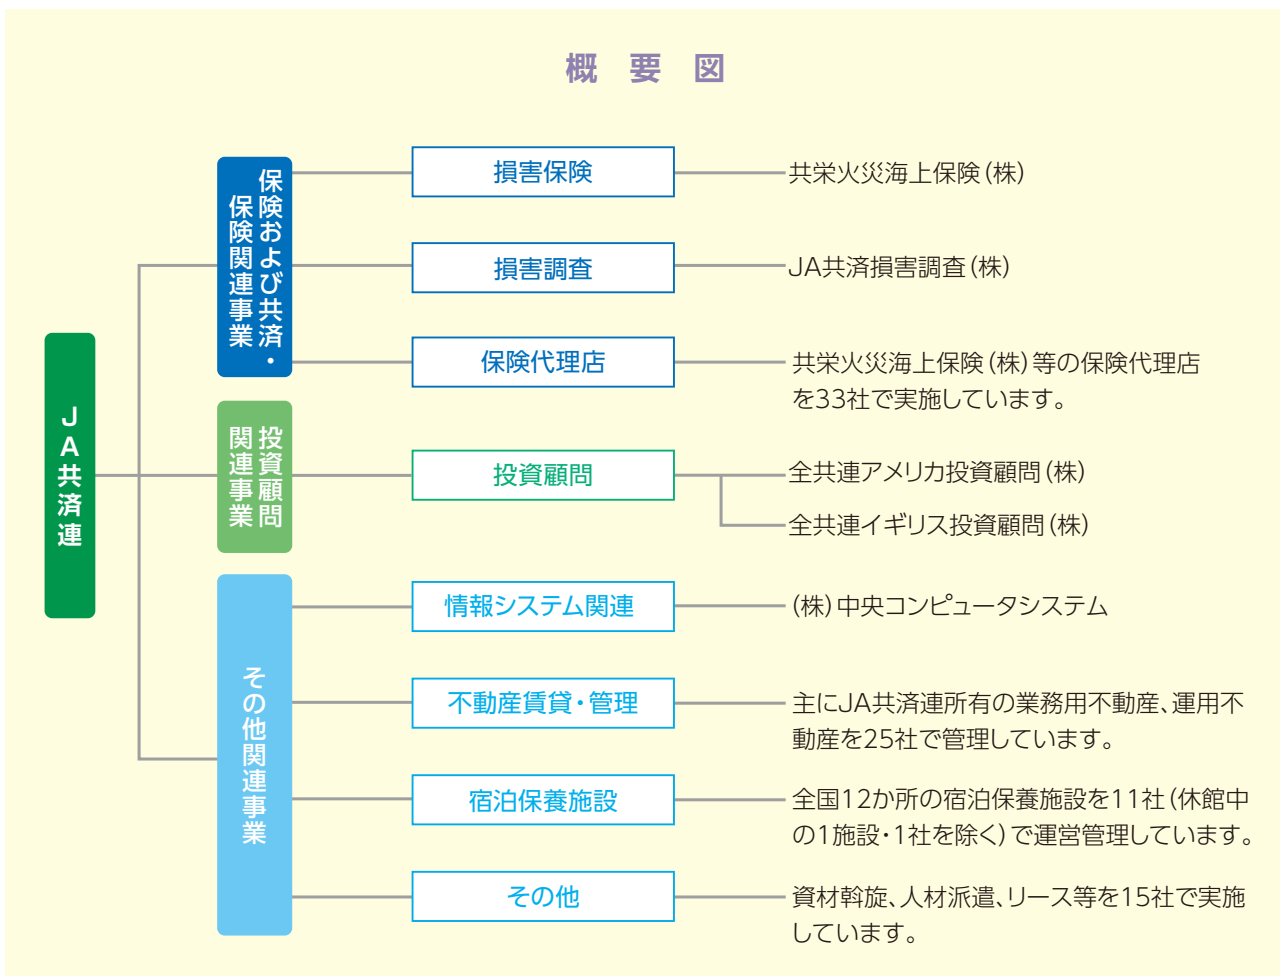 概要図
JA共済連
保険および共済・
保険関連事業
損害保険
共栄火災海上保険(株)
損害調査
JA共済損害調査(株)
保険代理店
共栄火災海上保険(株)等の保険代理店
を33社で実施しています。
投資顧問
関連事業
投資顧問
全共連アメリカ投資顧問(株)
全共連イギリス投資顧問(株)
その他関連事業
情報システム関連
(株)中央コンピュータシステム
不動産賃貸・管理
主にJA共済連所有の業務用不動産、運用不
動産を25社で管理しています。
宿泊保養施設
全国12か所の宿泊保養施設を11社(休館中
の1施設・1社を除く)で運営管理しています。
その他
資材斡旋、人材派遣、リース等を15社で実施
しています。